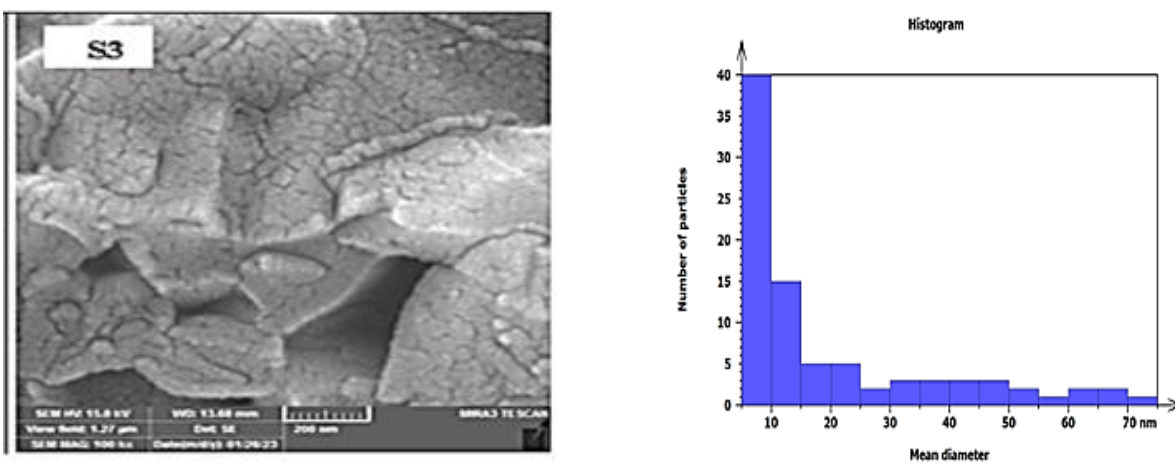 S3
SEM HV: 15.0 kV
WD: 13.68 mm
View field: 1.27 µm
Det: SE
200 nm
MIRA3 TESCAN
SEM MAG: 100 kx
Date(m/d/y): 01/26/23
Histogram
Number of particles
40
35
30
25
20
15
10
5
0
10 20 30 40 50 60 70 nm
Mean diameter